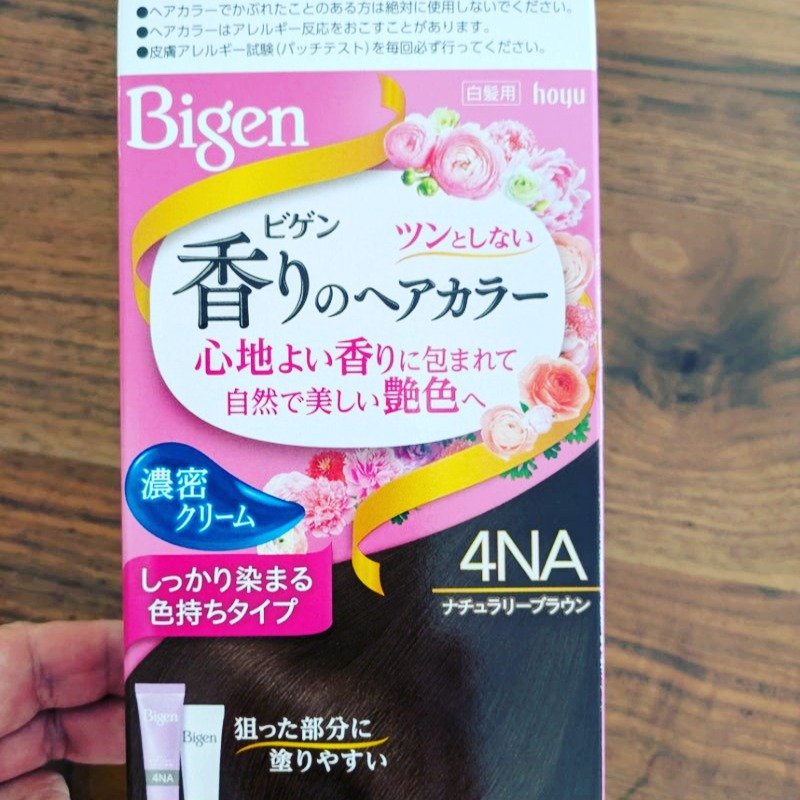 ●ヘアカラーでかぶれたことのある方は絶対に使用しないでください。
●ヘアカラーはアレルギー反応をおこすことがあります。
●皮膚アレルギー試験(パッチテスト)を毎回必ず行ってください。
Bigen
白髪用 hoyu
ビゲン
ツンとしない
香りのヘアカラー
心地よい香りに包まれて
自然で美しい艶色へ
濃密
クリーム
4NA
ナチュラリーブラウン
しっかり染まる
色持ちタイプ
狙った部分に
塗りやすい
Bigen
Bigen
4NA